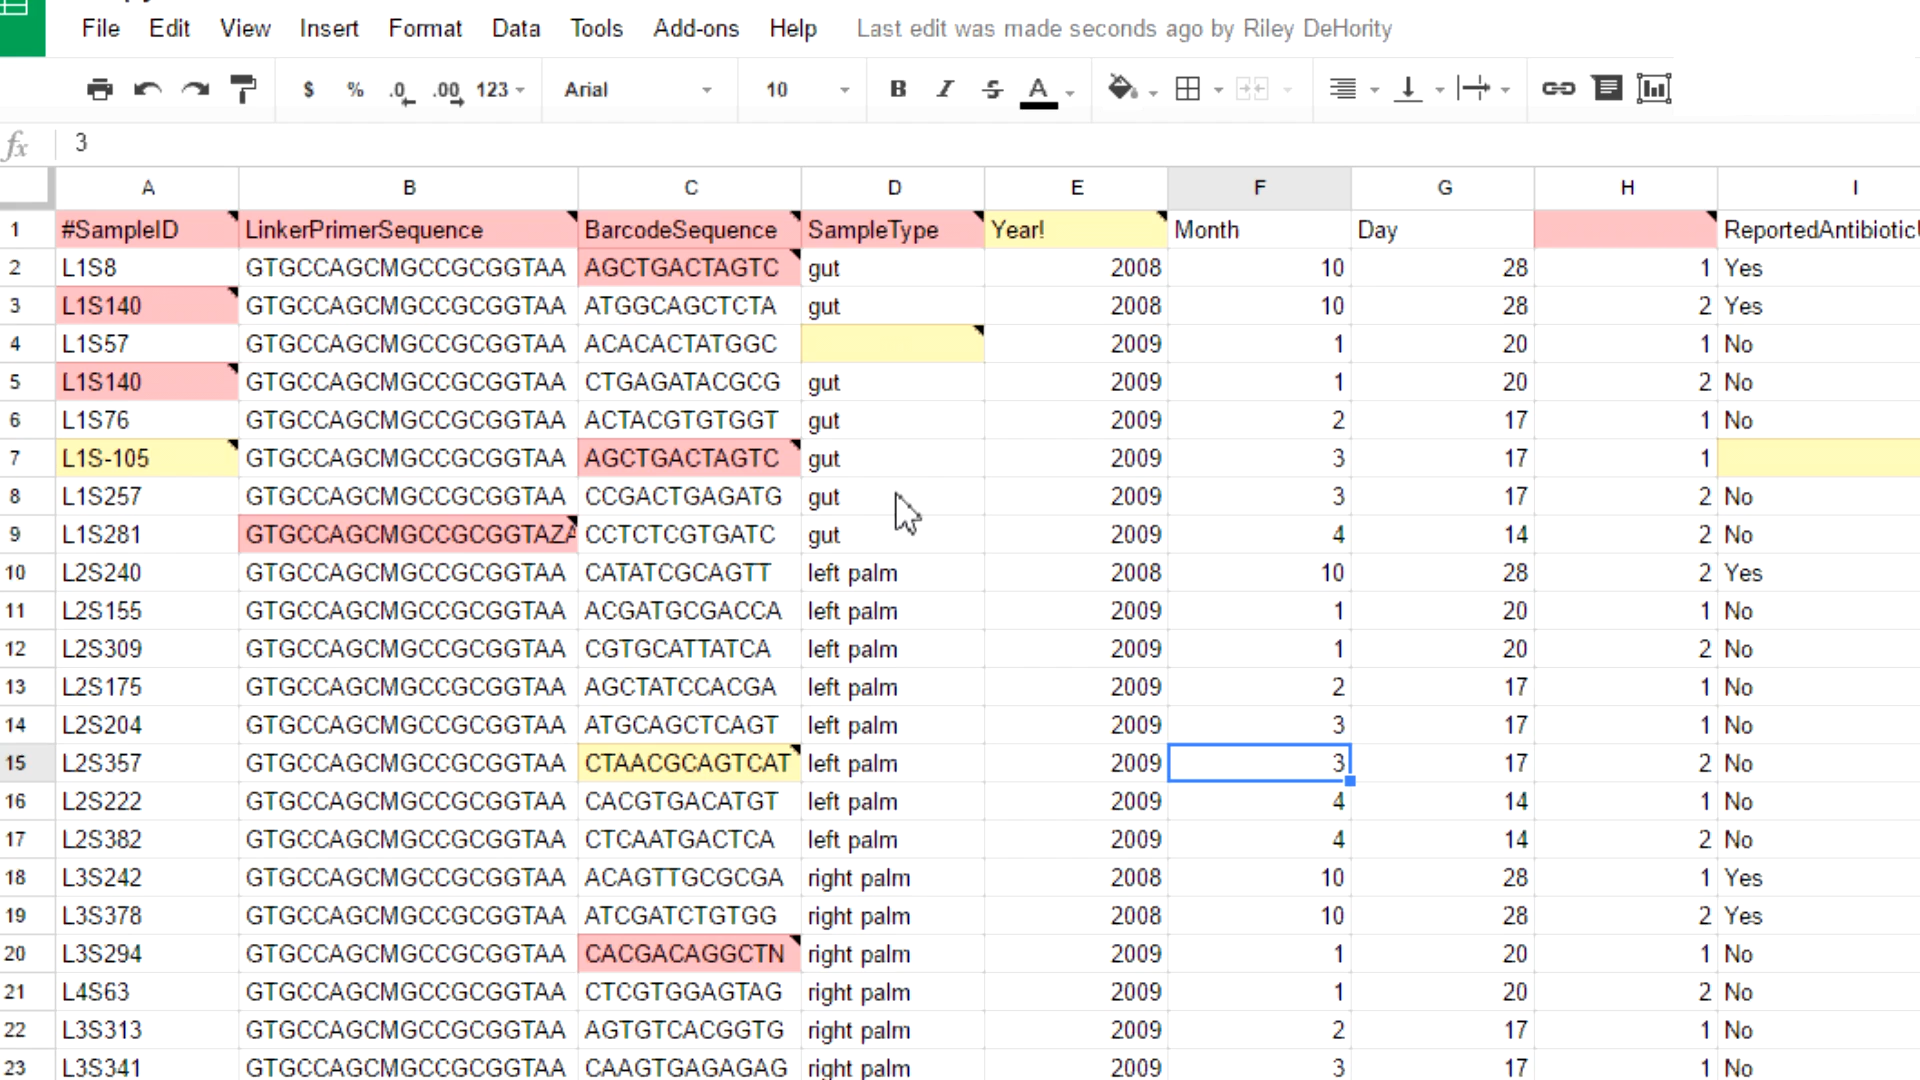 File Edit View Insert Format Data Tools Add-ons Help Last edit was made seconds ago by Riley DeHority
$ % .0 .00 123 Arial 10 B I S A
fx 3
A B C D E F G H I
1 #SampleID LinkerPrimerSequence BarcodeSequence SampleType Year! Month Day ReportedAntibioticU
2 L1S8 GTGCCAGCMGCCGCGGTAA AGCTGACTAGTC gut 2008 10 28 1 Yes
3 L1S140 GTGCCAGCMGCCGCGGTAA ATGGCAGCTCTA gut 2008 10 28 2 Yes
4 L1S57 GTGCCAGCMGCCGCGGTAA ACACACTATGGC 2009 1 20 1 No
5 L1S140 GTGCCAGCMGCCGCGGTAA CTGAGATACGCG gut 2009 1 20 2 No
6 L1S76 GTGCCAGCMGCCGCGGTAA ACTACGTGTGGT gut 2009 2 17 1 No
7 L1S-105 GTGCCAGCMGCCGCGGTAA AGCTGACTAGTC gut 2009 3 17 1
8 L1S257 GTGCCAGCMGCCGCGGTAA CCGACTGAGATG gut 2009 3 17 2 No
9 L1S281 GTGCCAGCMGCCGCGGTAZA CCTCTCGTGATC gut 2009 4 14 2 No
10 L2S240 GTGCCAGCMGCCGCGGTAA CATATCGCAGTT left palm 2008 10 28 2 Yes
11 L2S155 GTGCCAGCMGCCGCGGTAA ACGATGCGACCA left palm 2009 1 20 1 No
12 L2S309 GTGCCAGCMGCCGCGGTAA CGTGCATTATCA left palm 2009 1 20 2 No
13 L2S175 GTGCCAGCMGCCGCGGTAA AGCTATCCACGA left palm 2009 2 17 1 No
14 L2S204 GTGCCAGCMGCCGCGGTAA ATGCAGCTCAGT left palm 2009 3 17 1 No
15 L2S357 GTGCCAGCMGCCGCGGTAA CTAACGCAGTCAT left palm 2009 3 17 2 No
16 L2S222 GTGCCAGCMGCCGCGGTAA CACGTGACATGT left palm 2009 4 14 1 No
17 L2S382 GTGCCAGCMGCCGCGGTAA CTCAATGACTCA left palm 2009 4 14 2 No
18 L3S242 GTGCCAGCMGCCGCGGTAA ACAGTTGCGCGA right palm 2008 10 28 1 Yes
19 L3S378 GTGCCAGCMGCCGCGGTAA ATCGATCTGTGG right palm 2008 10 28 2 Yes
20 L3S294 GTGCCAGCMGCCGCGGTAA CACGACAGGCTN right palm 2009 1 20 1 No
21 L4S63 GTGCCAGCMGCCGCGGTAA CTCGTGGAGTAG right palm 2009 1 20 2 No
22 L3S313 GTGCCAGCMGCCGCGGTAA AGTGTCACGGTG right palm 2009 2 17 1 No
23 L3S341 GTGCCAGCMGCCGCGGTAA CAAGTGAGAGAG right palm 2009 3 17 1 No